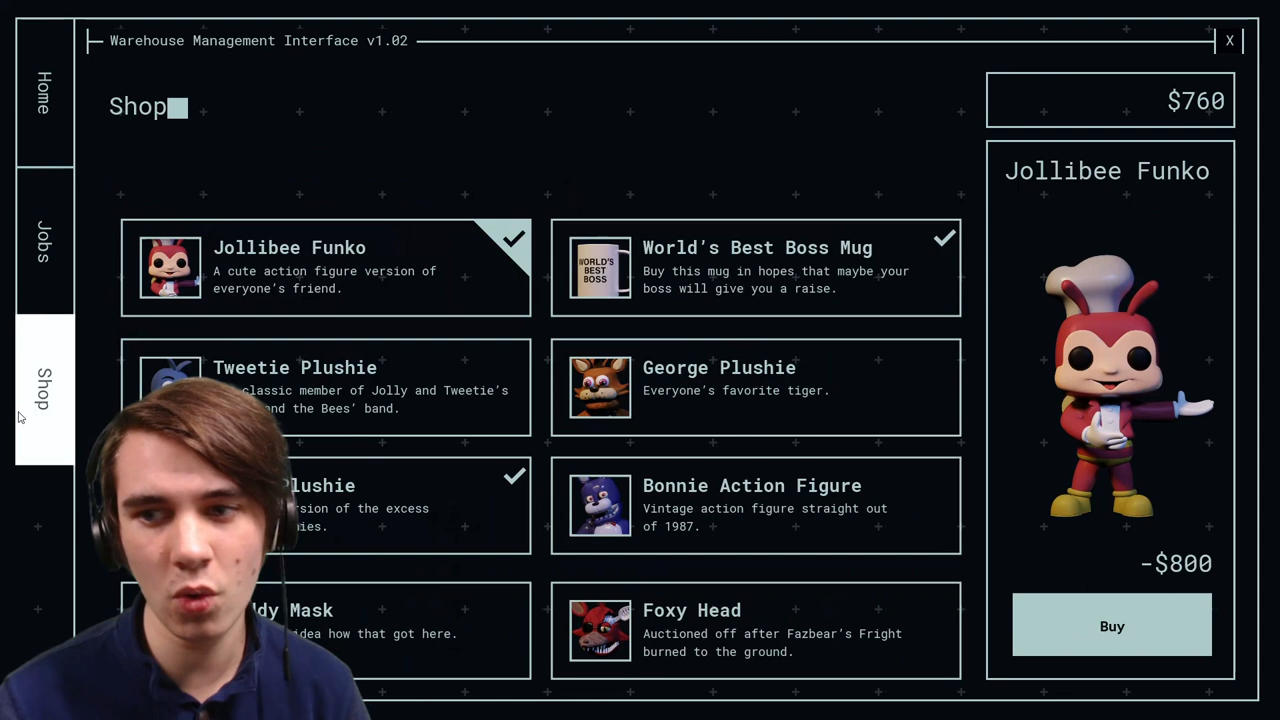 Warehouse Management Interface v1.02
X
Home
Jobs
Shop
Shop
$760
Jollibee Funko
A cute action figure version of
everyone's friend.
WORLD'S
BEST
BOSS
World's Best Boss Mug
Buy this mug in hopes that maybe your
boss will give you a raise.
Tweetie Plushie
classic member of Jolly and Tweetie's
and the Bees' band.
George Plushie
Everyone's favorite tiger.
Plushie
of the excess
Bonnie Action Figure
Vintage action figure straight out
of 1987.
Mask
idea how that got here.
Foxy Head
Auctioned off after Fazbear's Fright
burned to the ground.
Jollibee Funko
-$800
Buy